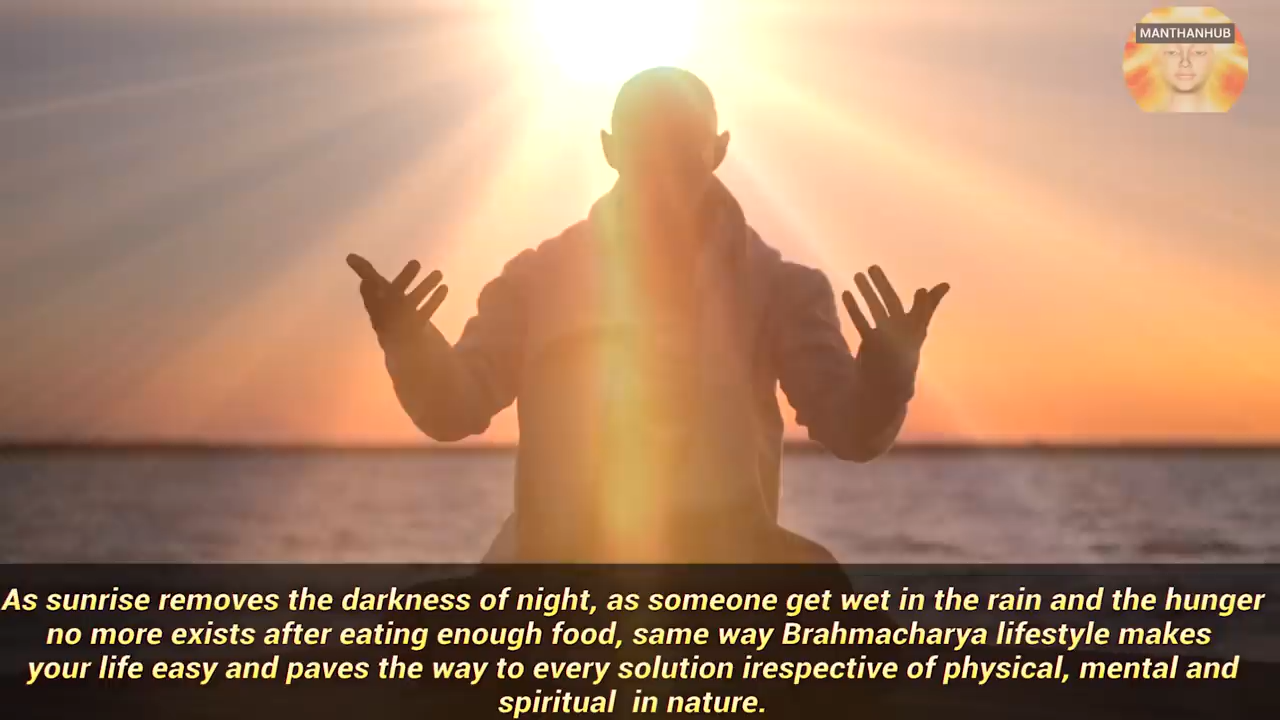 MANTHANHUB
As sunrise removes the darkness of night, as someone get wet in the rain and the hunger
no more exists after eating enough food, same way Brahmacharya lifestyle makes
your life easy and paves the way to every solution irespective of physical, mental and
spiritual  in nature.